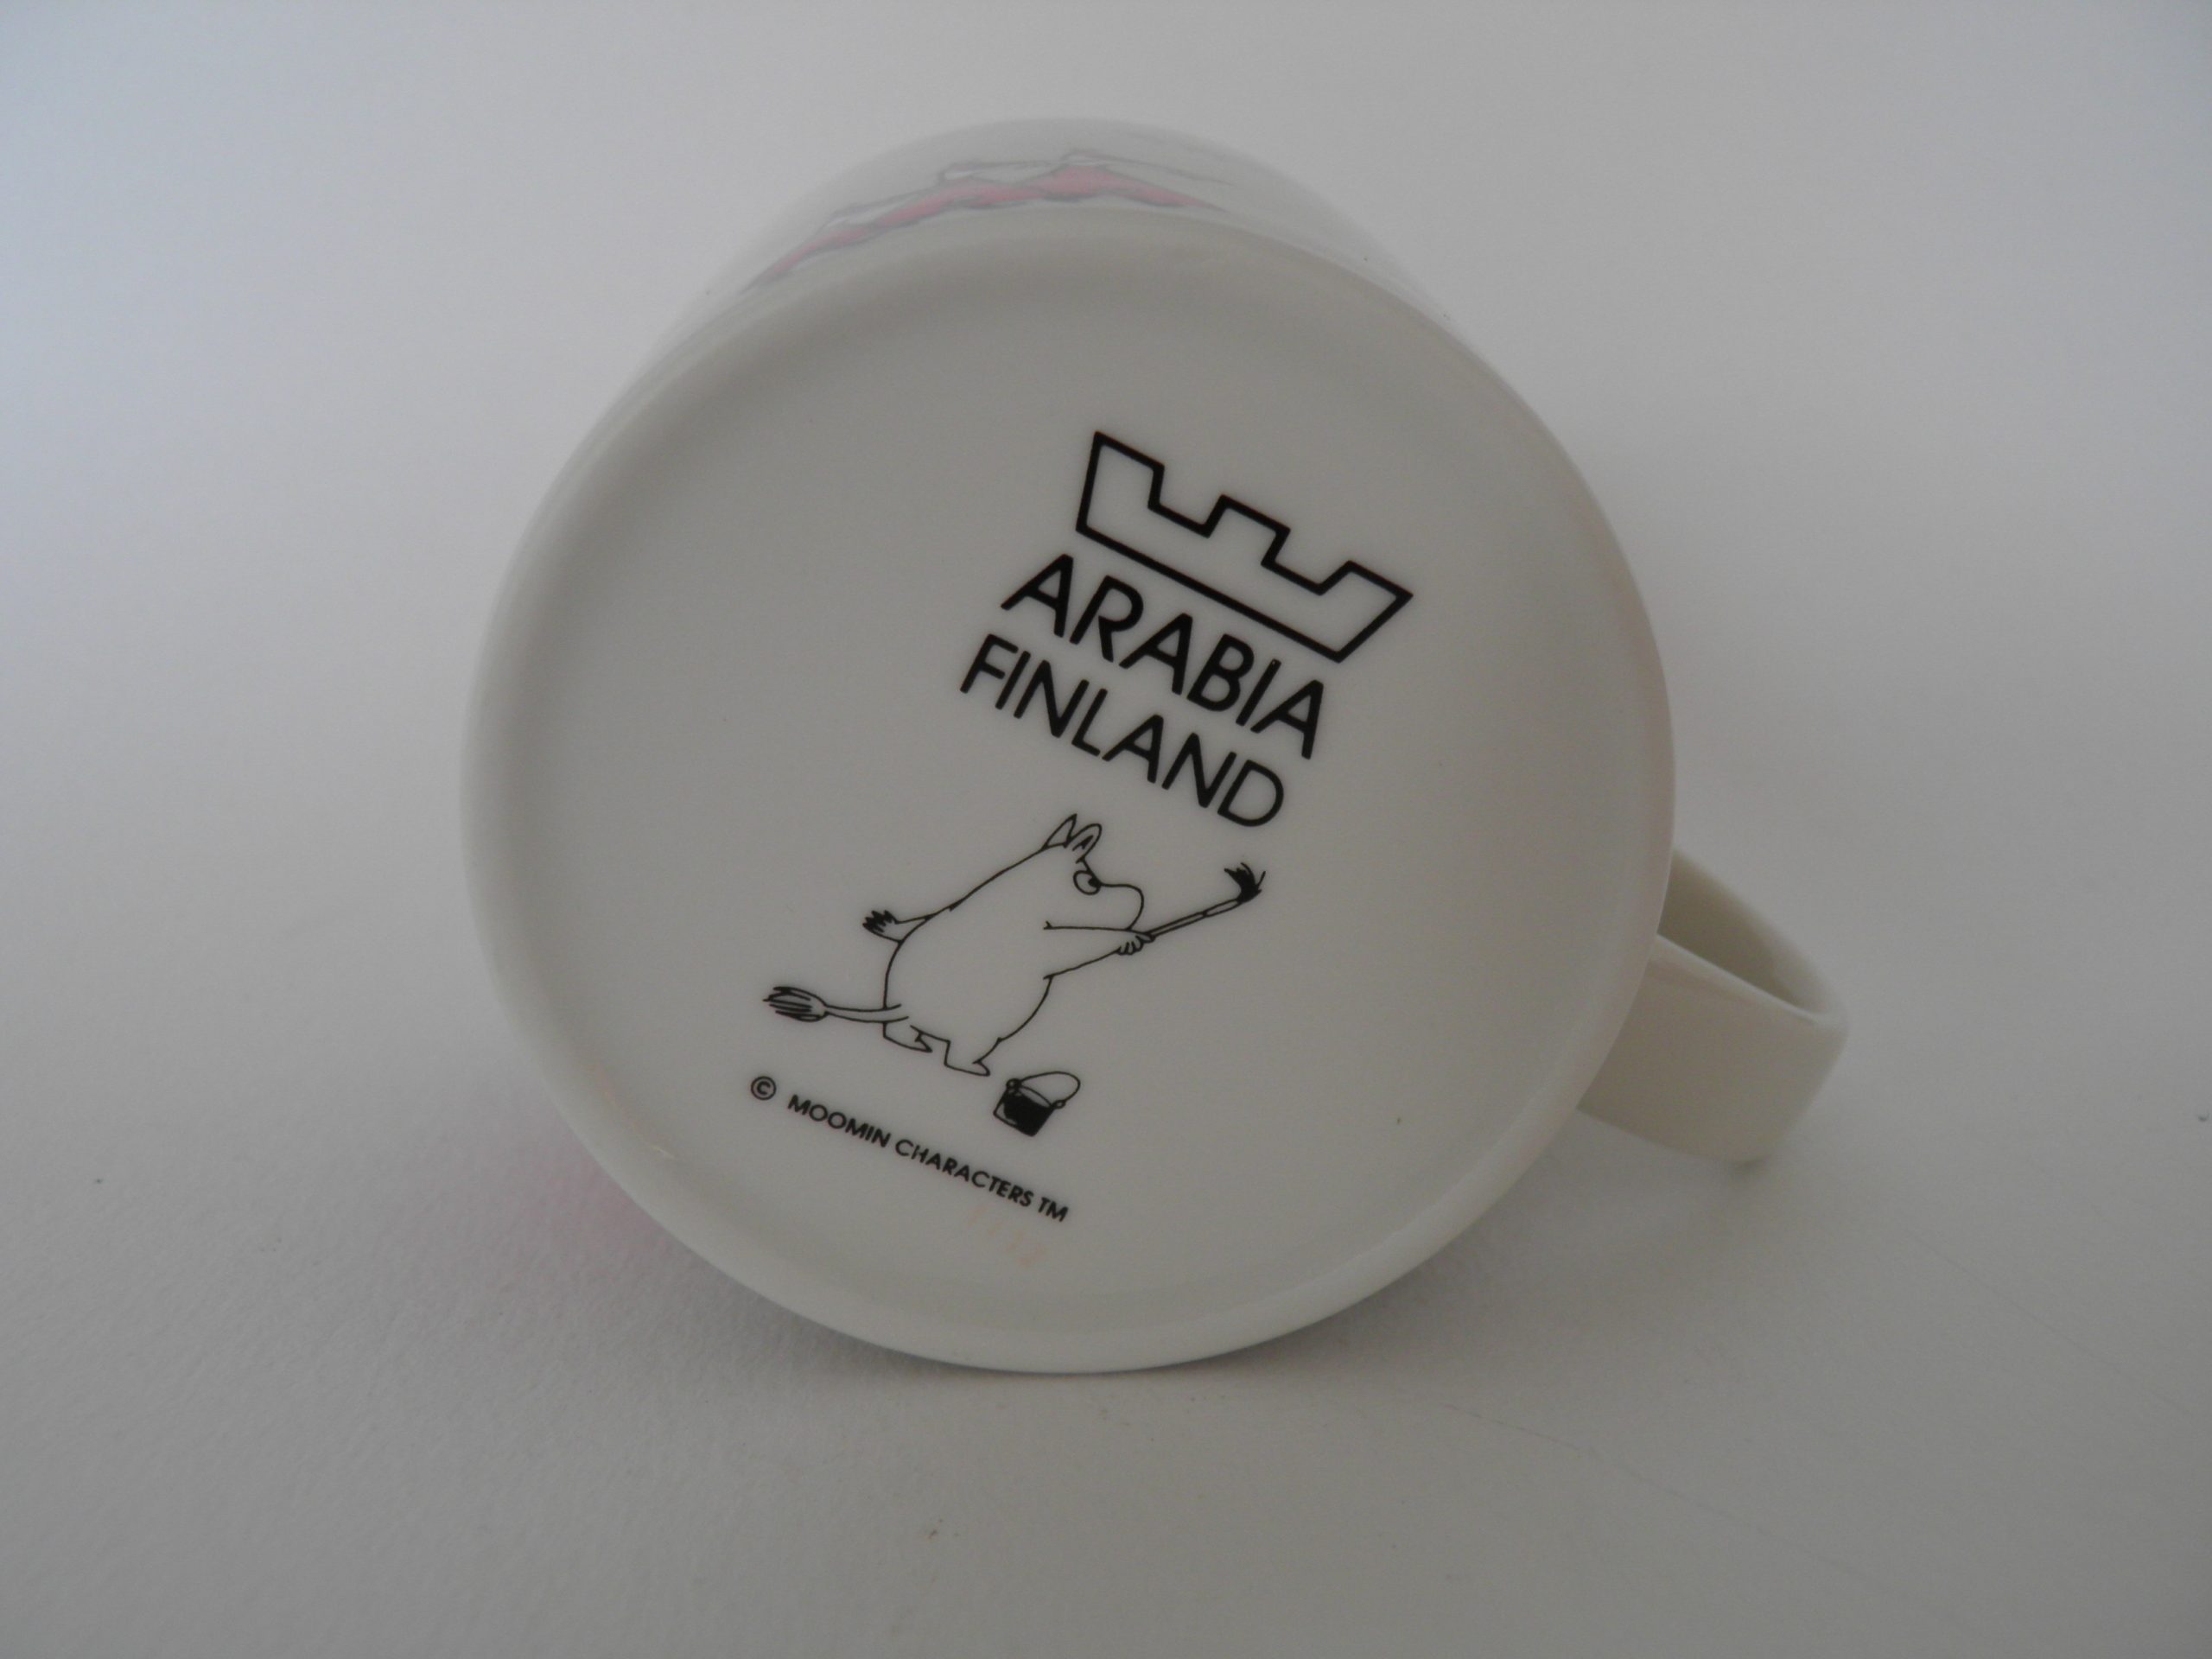 ARABIA
FINLAND
© MOOMIN CHARACTERS TM